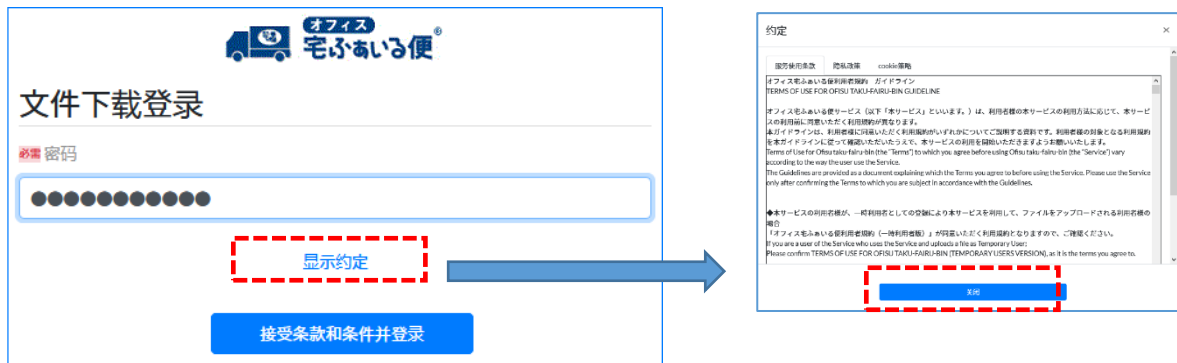 オフィス
宅ふぁいる便®
文件下载登录
必需 密码
●●●●●●●●●●●
显示约定
接受条款和条件并登录
约定
×
服务使用条款 隐私政策 cookie策略
オフィス宅ふぁいる便利用者規約 ガイドライン
TERMS OF USE FOR OFISU TAKU-FAIRU-BIN GUIDELINE
オフィス宅ふぁいる便サービス（以下「本サービス」といいます。）は、利用者様の本サービスの利用方法に応じて、本サービ
スの利用前に同意いただく利用規約が異なります。
本ガイドラインは、利用者様に同意いただく利用規約がいずれかについてご説明する資料です。利用者様の対象となる利用規約
を本ガイドラインに従って確認いただいたうえで、本サービスの利用を開始いただきますようお願いいたします。
Terms of Use for Ofisu taku-fairu-bin (the "Terms") to which you agree before using Ofisu taku-fairu-bin (the "Service") vary
according to the way the user use the Service.
The Guidelines are provided as a document explaining which the Terms you agree to before using the Service. Please use the Service
only after confirming the Terms to which you are subject in accordance with the Guidelines.
◆本サービスの利用者様が、一時利用者としての登録により本サービスを利用して、ファイルをアップロードされる利用者様の
場合
「オフィス宅ふぁいる便利用者規約（一時利用者版）」が同意いただく利用規約となりますので、ご確認ください。
If you are a user of the Service who uses the Service and uploads a file as Temporary User;
Please confirm TERMS OF USE FOR OFISU TAKU-FAIRU-BIN (TEMPORARY USERS VERSION), as it is the terms you agree to.
关闭